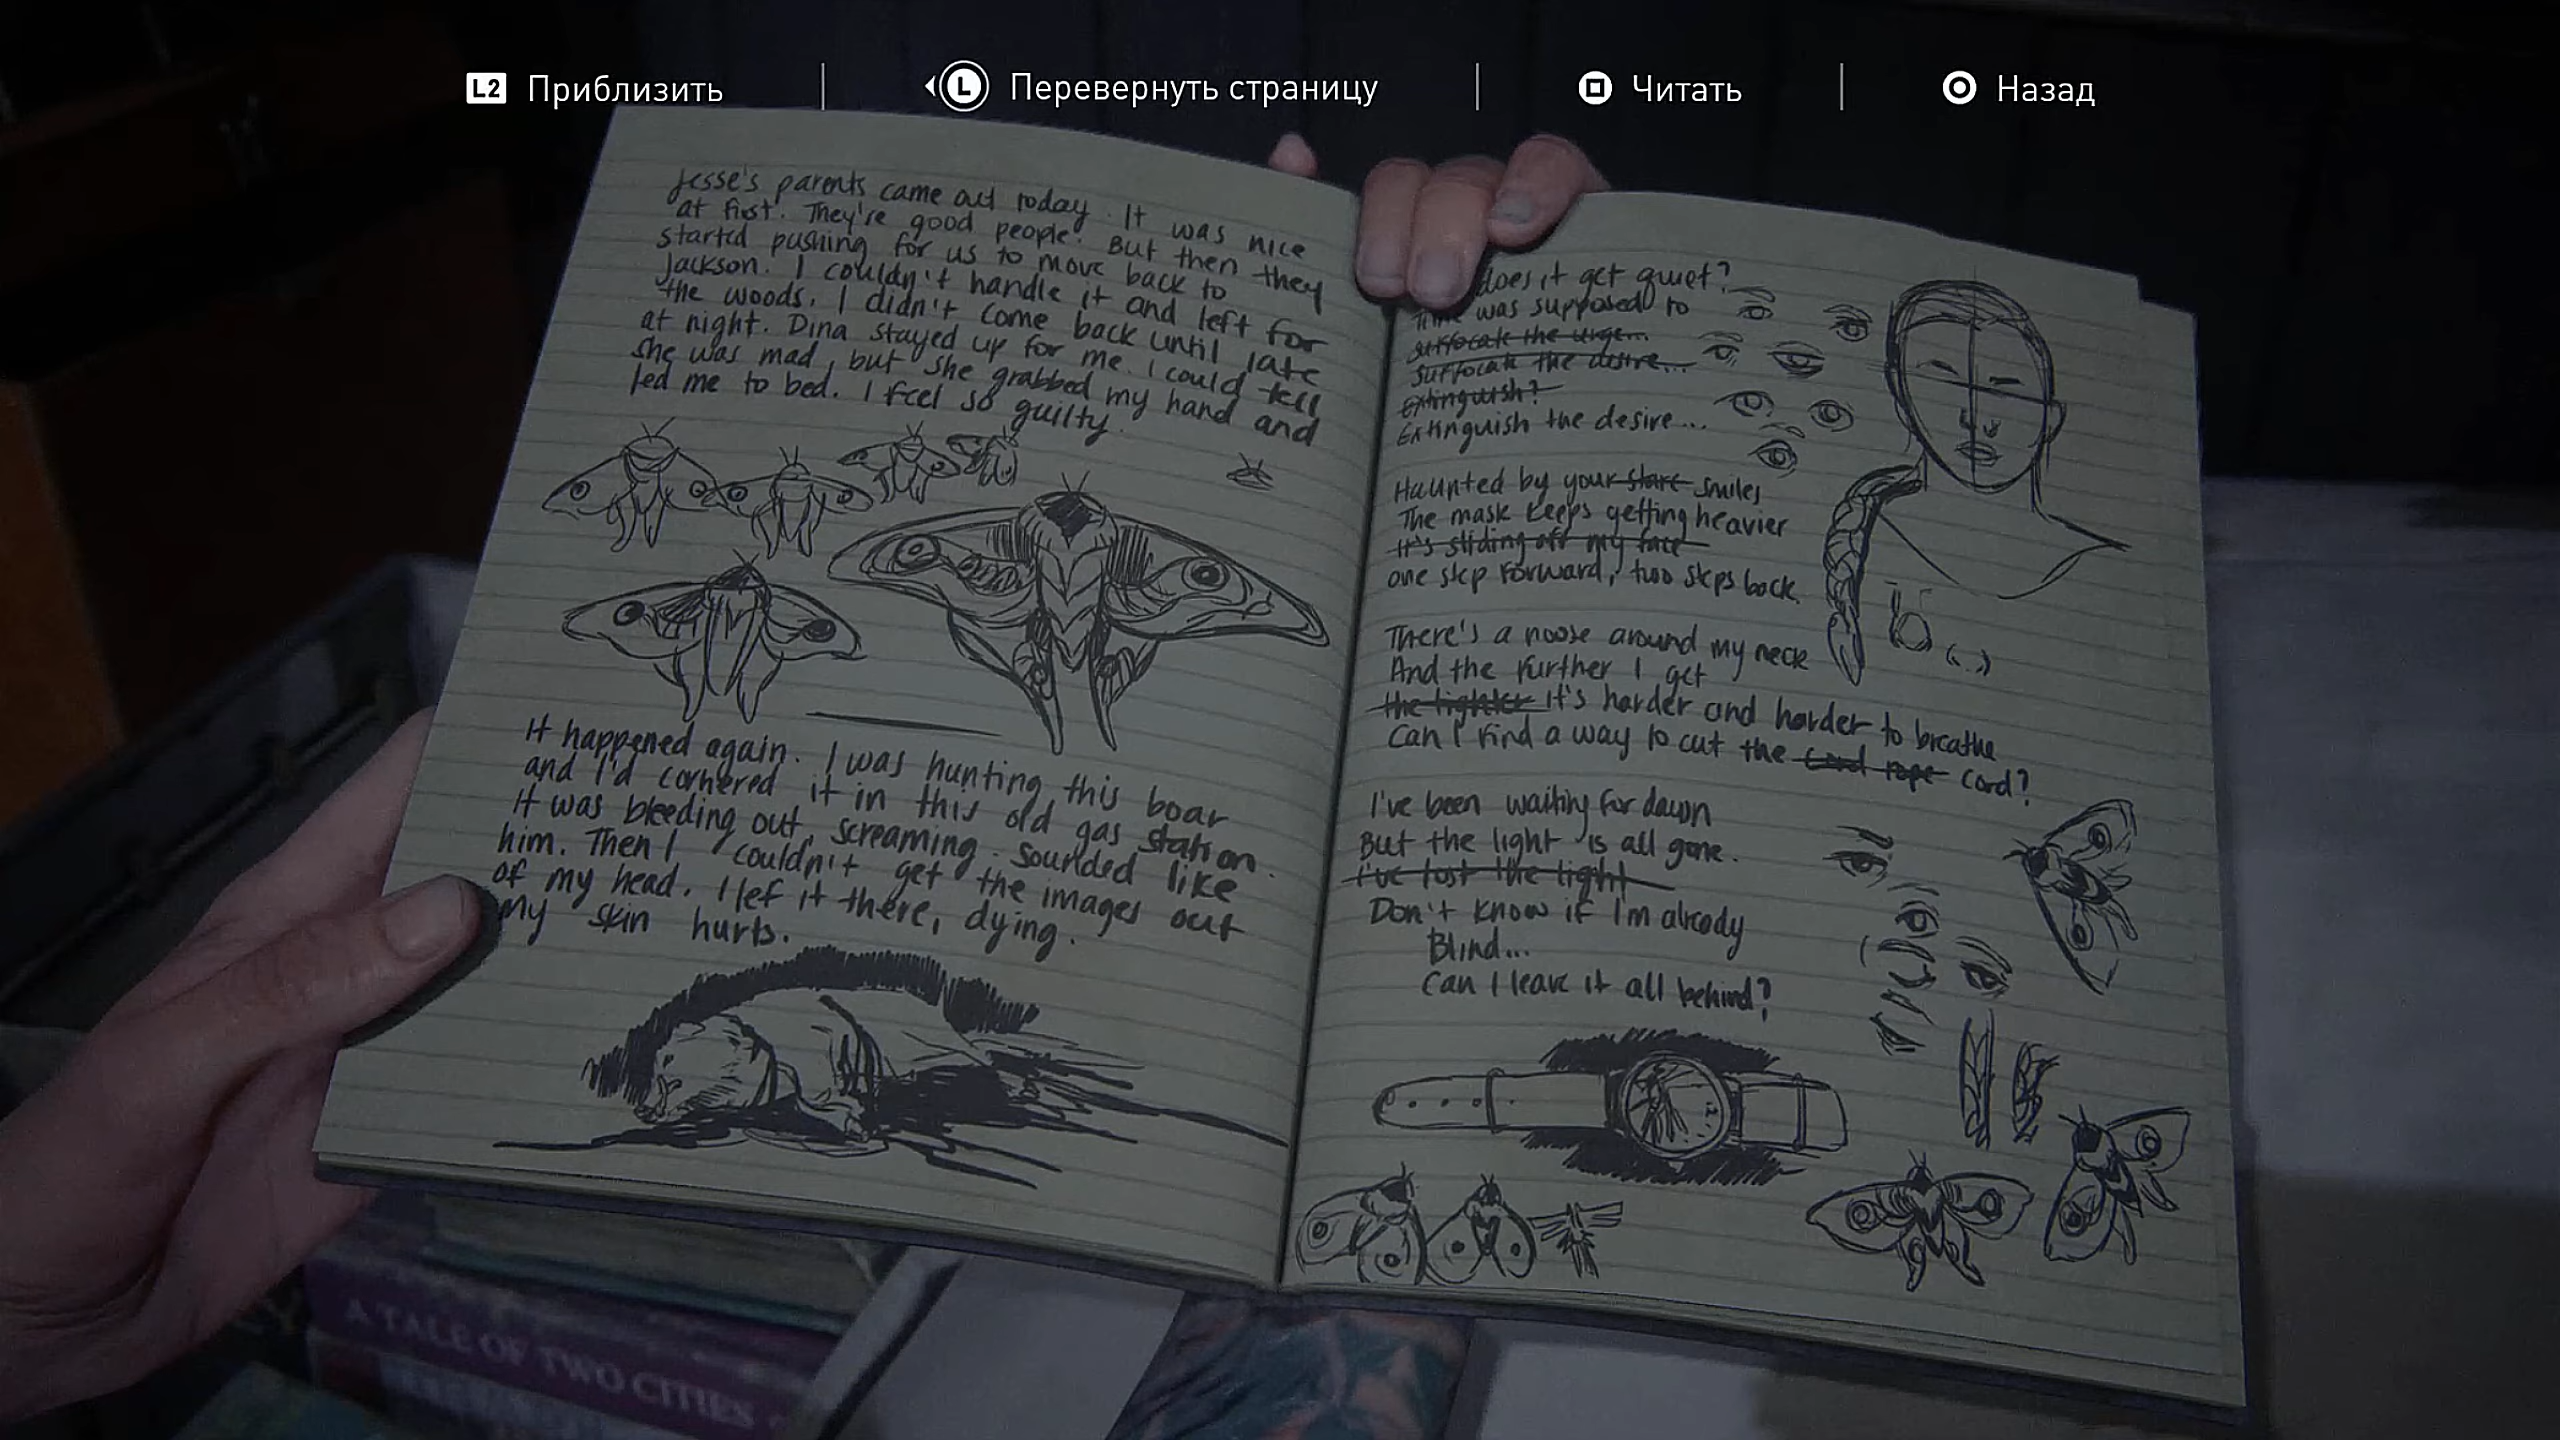 L2 Приблизить
L Перевернуть страницу
Читать
Назад
Jesse's parents came out today. It was nice
at first. They're good people. But then they
started pushing for us to move back to
Jackson. I couldn't handle it and left for
the woods. I didn't come back until late
at night. Dina stayed up for me. I could tell
she was mad, but she grabbed my hand and
led me to bed. I feel so guilty.
It happened again. I was hunting this boar
and I'd cornered it in this old gas station.
It was bleeding out, screaming. Sounded like
him. Then I couldn't get the images out
of my head. I lef it there, dying.
My skin hurts.
does it get quiet?
Time was supposed to
suffocate the urge...
suffocate the desire...
extinguish?
Extinguish the desire...
Haunted by your stare smiles
The mask keeps getting heavier
It's sliding off my face
one step forward, two steps back.
There's a noose around my neck
And the further I get
the tighter it's harder and harder to breathe
Can I find a way to cut the cord rope cord?
I've been waiting for dawn
But the light is all gone.
I've lost the light
Don't know if I'm already
Blind...
Can I leave it all behind?
A TALE OF TWO CITIES